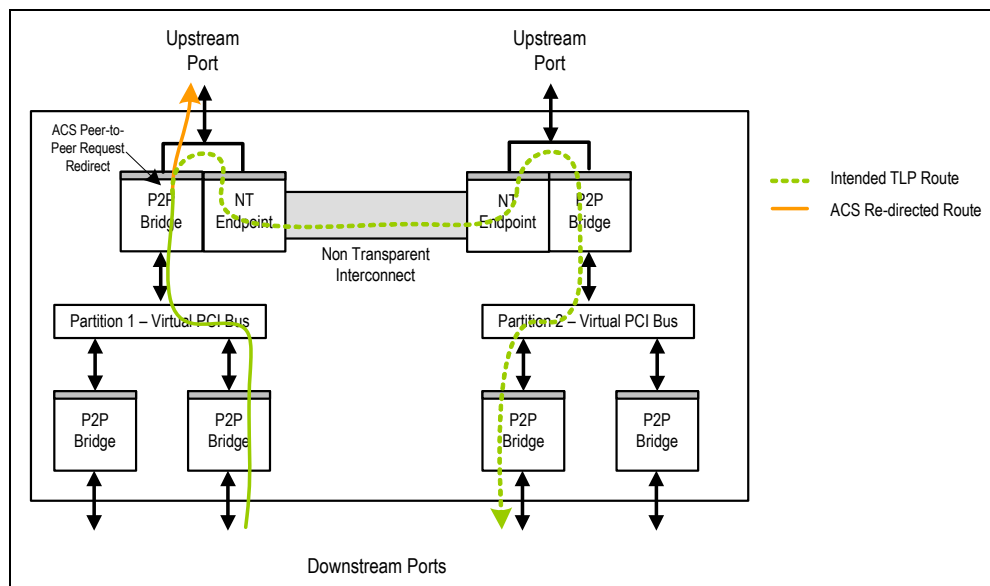 Upstream
Port
Upstream
Port
ACS Peer-to-
Peer Request
Redirect
P2P
Bridge
NT
Endpoint
NT
Endpoint
P2P
Bridge
Intended TLP Route
ACS Re-directed Route
Non Transparent
Interconnect
Partition 1 – Virtual PCI Bus
Partition 2 – Virtual PCI Bus
P2P
Bridge
P2P
Bridge
P2P
Bridge
P2P
Bridge
Downstream Ports